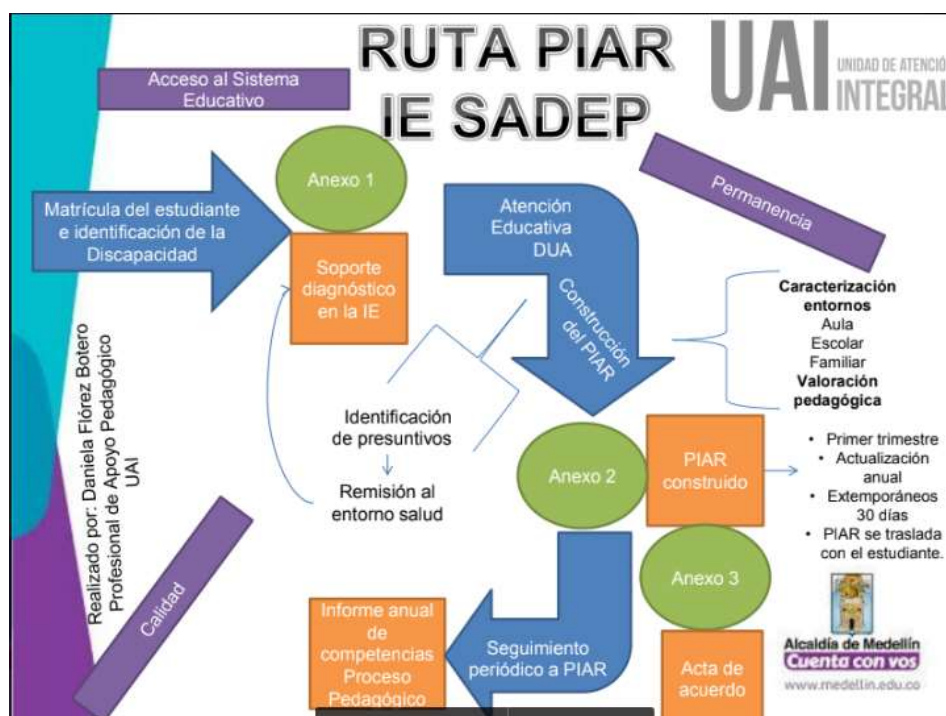 RUTA PIAR
IE SADEP
UAI
UNIDAD DE ATENCIÓ
INTEGRAL
Acceso al Sistema
Educativo
Anexo 1
Matrícula del estudiante
e identificación de la
Discapacidad
Soporte
diagnóstico
en la IE
Atención
Educativa
DUA
Construcción
del PIAR
Permanencia
Caracterización
entornos
Aula
Escolar
Familiar
Valoración
pedagógica
Identificación
de presuntivos
Remisión al
entorno salud
Anexo 2
PIAR
construido
• Primer trimestre
• Actualización
anual
• Extemporáneos
30 días
• PIAR se traslada
con el estudiante.
Anexo 3
Acta de
acuerdo
Seguimiento
periódico a PIAR
Informe anual
de
competencias
Proceso
Pedagógico
Calidad
Realizado por: Daniela Flórez Botero
Profesional de Apoyo Pedagógico
UAI
Alcaldía de Medellín
Cuenta con vos
www.medellin.edu.co